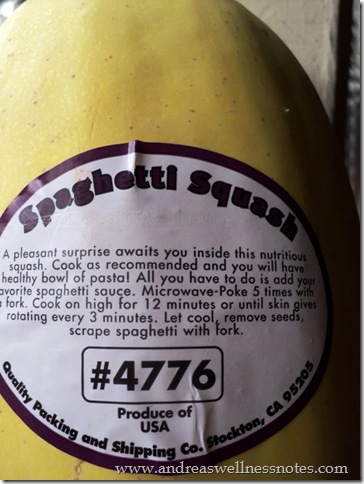 Spaghetti Squash
A pleasant surprise awaits you inside this nutritious
squash. Cook as recommended and you will have
healthy bowl of pasta! All you have to do is add your
avorite spaghetti sauce. Microwave-Poke 5 times with
a fork. Cook on high for 12 minutes or until skin gives
rotating every 3 minutes. Let cool, remove seeds,
scrape spaghetti with fork.
#4776
Produce of
USA
Quality Packing and Shipping Co. Stockton, CA 95205
www.andreaswellnessnotes.com